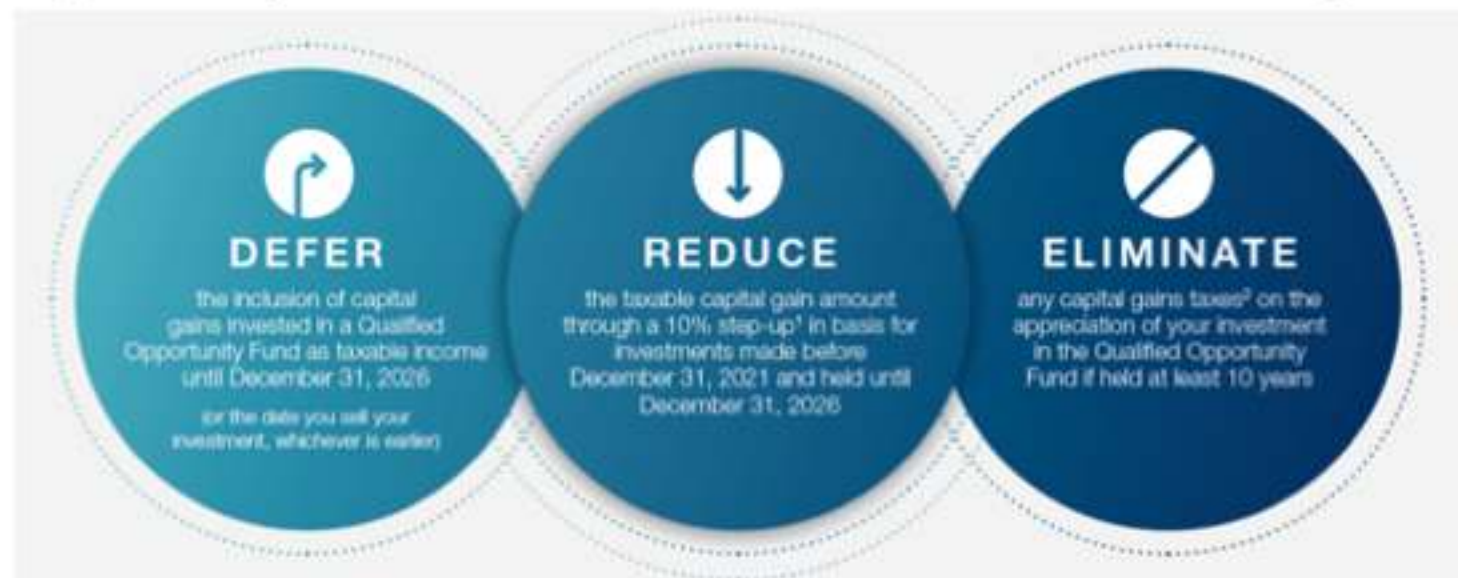 DEFER
the inclusion of capital
gains invested in a Qualified
Opportunity Fund as taxable income
until December 31, 2026
(or the date you sell your
investment, whichever is earlier)
REDUCE
the taxable capital gain amount
through a 10% step-up¹ in basis for
investments made before
December 31, 2021 and held until
December 31, 2026
ELIMINATE
any capital gains taxes² on the
appreciation of your investment
in the Qualified Opportunity
Fund if held at least 10 years